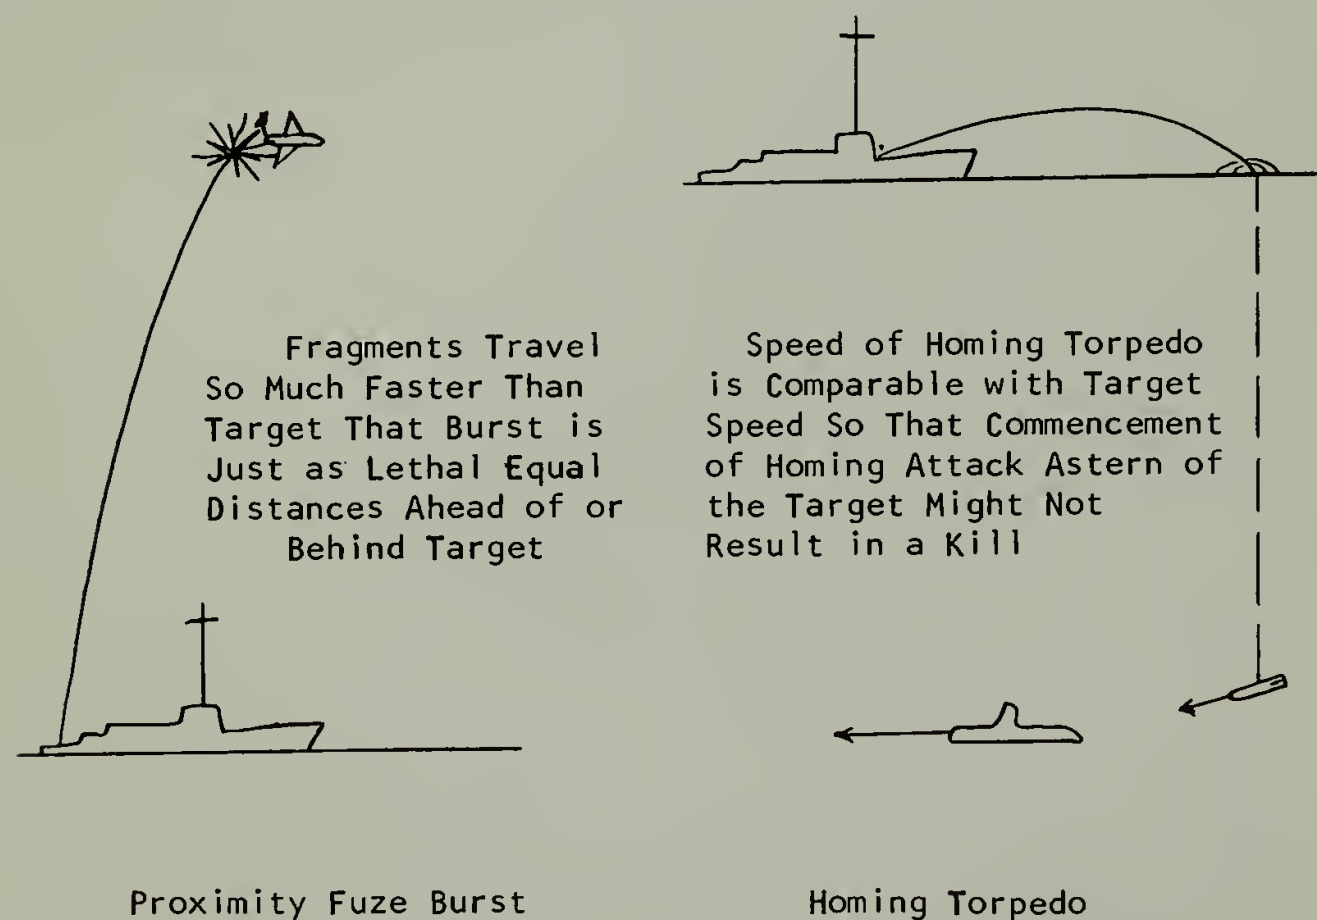 Fragments Travel
So Much Faster Than
Target That Burst is
Just as Lethal Equal
Distances Ahead of or
Behind Target
Speed of Homing Torpedo
is Comparable with Target
Speed So That Commencement
of Homing Attack Astern of
the Target Might Not
Result in a Kill
Proximity Fuze Burst
Homing Torpedo